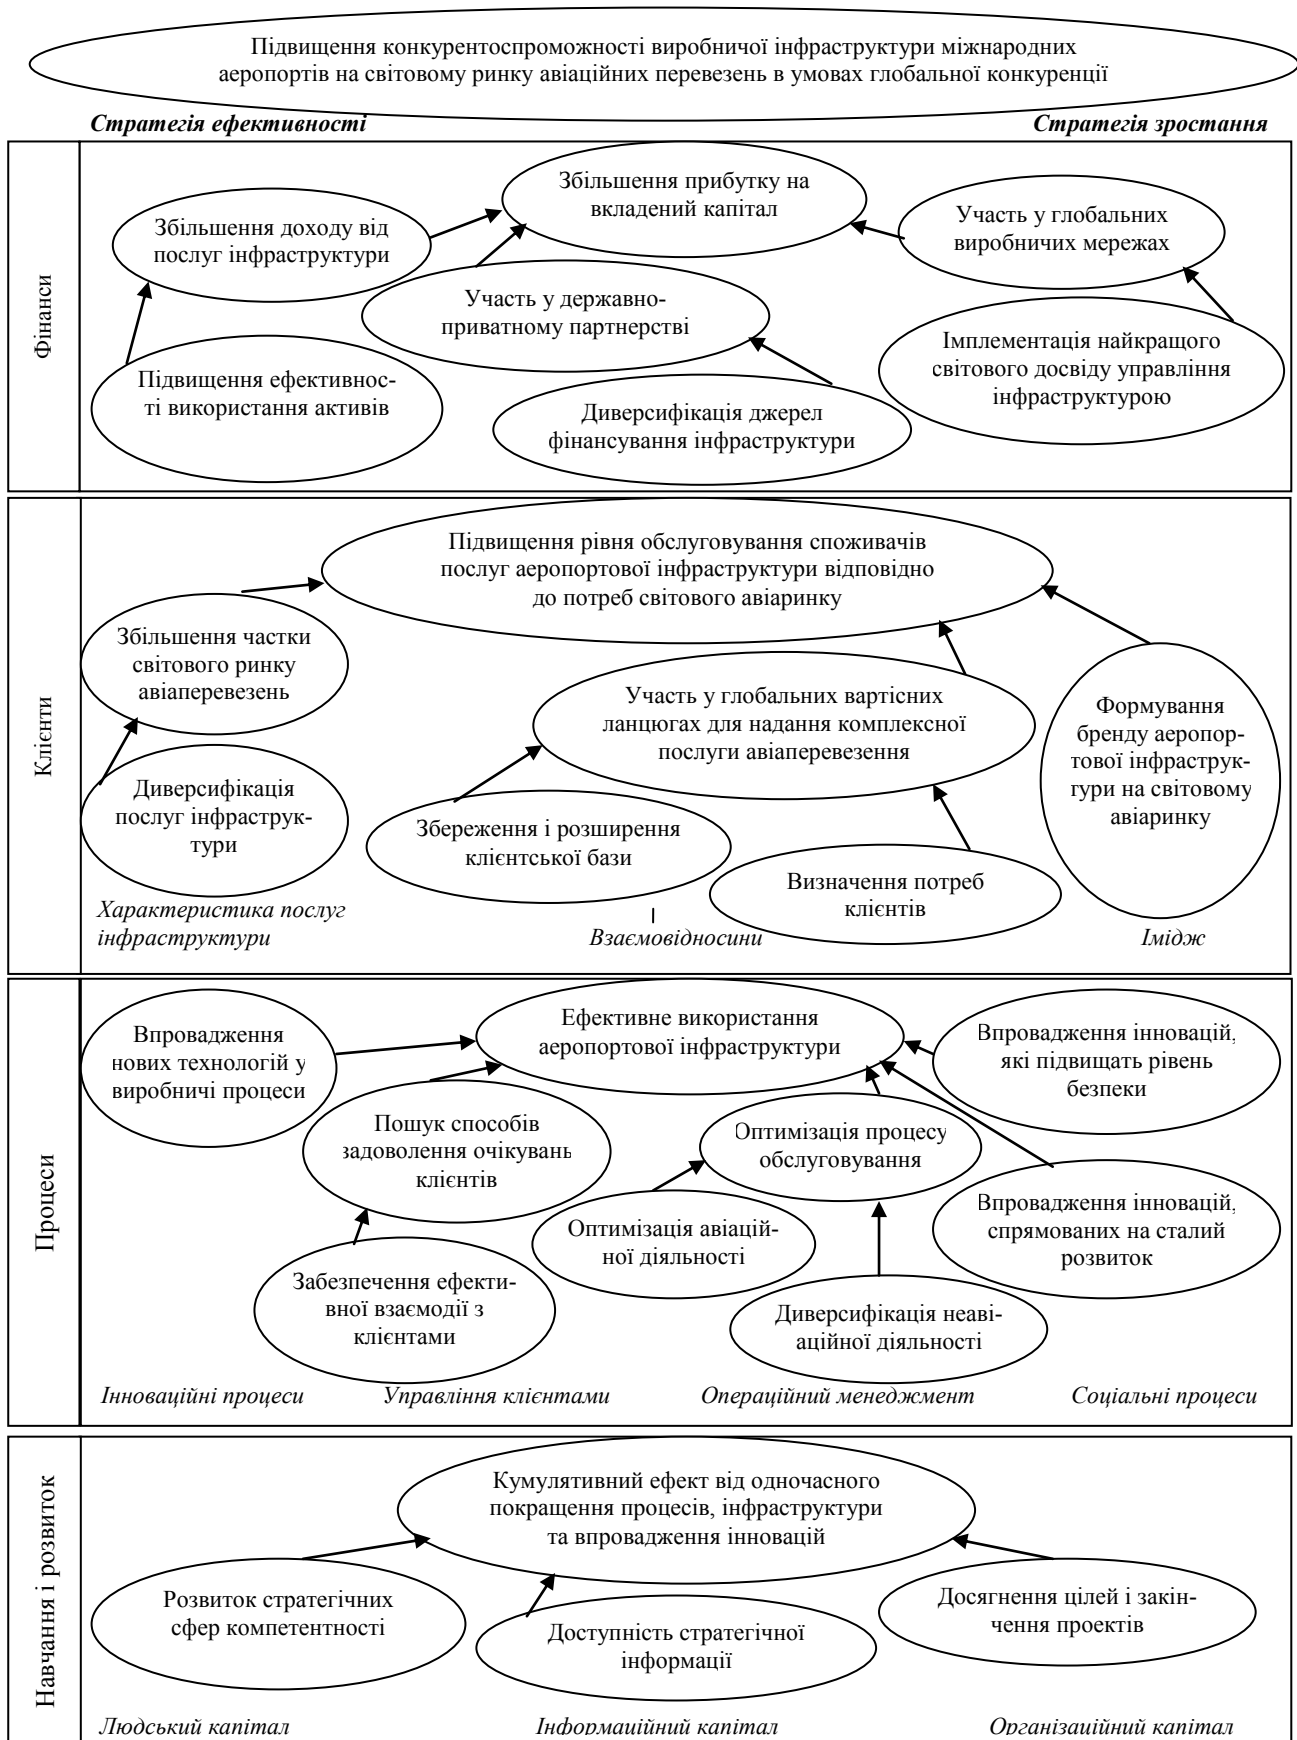 Підвищення конкурентоспроможності виробничої інфраструктури міжнародних
аеропортів на світовому ринку авіаційних перевезень в умовах глобальної конкуренції
Стратегія ефективності
Стратегія зростання
Фінанси
Збільшення прибутку на
вкладений капітал
Збільшення доходу від
послуг інфраструктури
Участь у глобальних
виробничих мережах
Участь у державно-
приватному партнерстві
Підвищення ефективнос-
ті використання активів
Імплементація найкращого
світового досвіду управління
інфраструктурою
Диверсифікація джерел
фінансування інфраструктури
Клієнти
Підвищення рівня обслуговування споживачів
послуг аеропортової інфраструктури відповідно
до потреб світового авіаринку
Збільшення частки
світового ринку
авіаперевезень
Участь у глобальних вартісних
ланцюгах для надання комплексної
послуги авіаперевезення
Формування
бренду аеропор-
тової інфраструк-
тури на світовому
авіаринку
Диверсифікація
послуг інфраструк-
тури
Збереження і розширення
клієнтської бази
Визначення потреб
клієнтів
Характеристика послуг
інфраструктури
Взаємовідносини
Імідж
Процеси
Впровадження
нових технологій у
виробничі процеси
Ефективне використання
аеропортової інфраструктури
Впровадження інновацій,
які підвищать рівень
безпеки
Пошук способів
задоволення очікувань
клієнтів
Оптимізація процесу
обслуговування
Оптимізація авіацій-
ної діяльності
Впровадження інновацій,
спрямованих на сталий
розвиток
Забезпечення ефекти-
вної взаємодії з
клієнтами
Диверсифікація неаві-
аційної діяльності
Інноваційні процеси
Управління клієнтами
Операційний менеджмент
Соціальні процеси
Навчання і розвиток
Кумулятивний ефект від одночасного
покращення процесів, інфраструктури
та впровадження інновацій
Розвиток стратегічних
сфер компетентності
Доступність стратегічної
інформації
Досягнення цілей і закін-
чення проектів
Людський капітал
Інформаційний капітал
Організаційний капітал